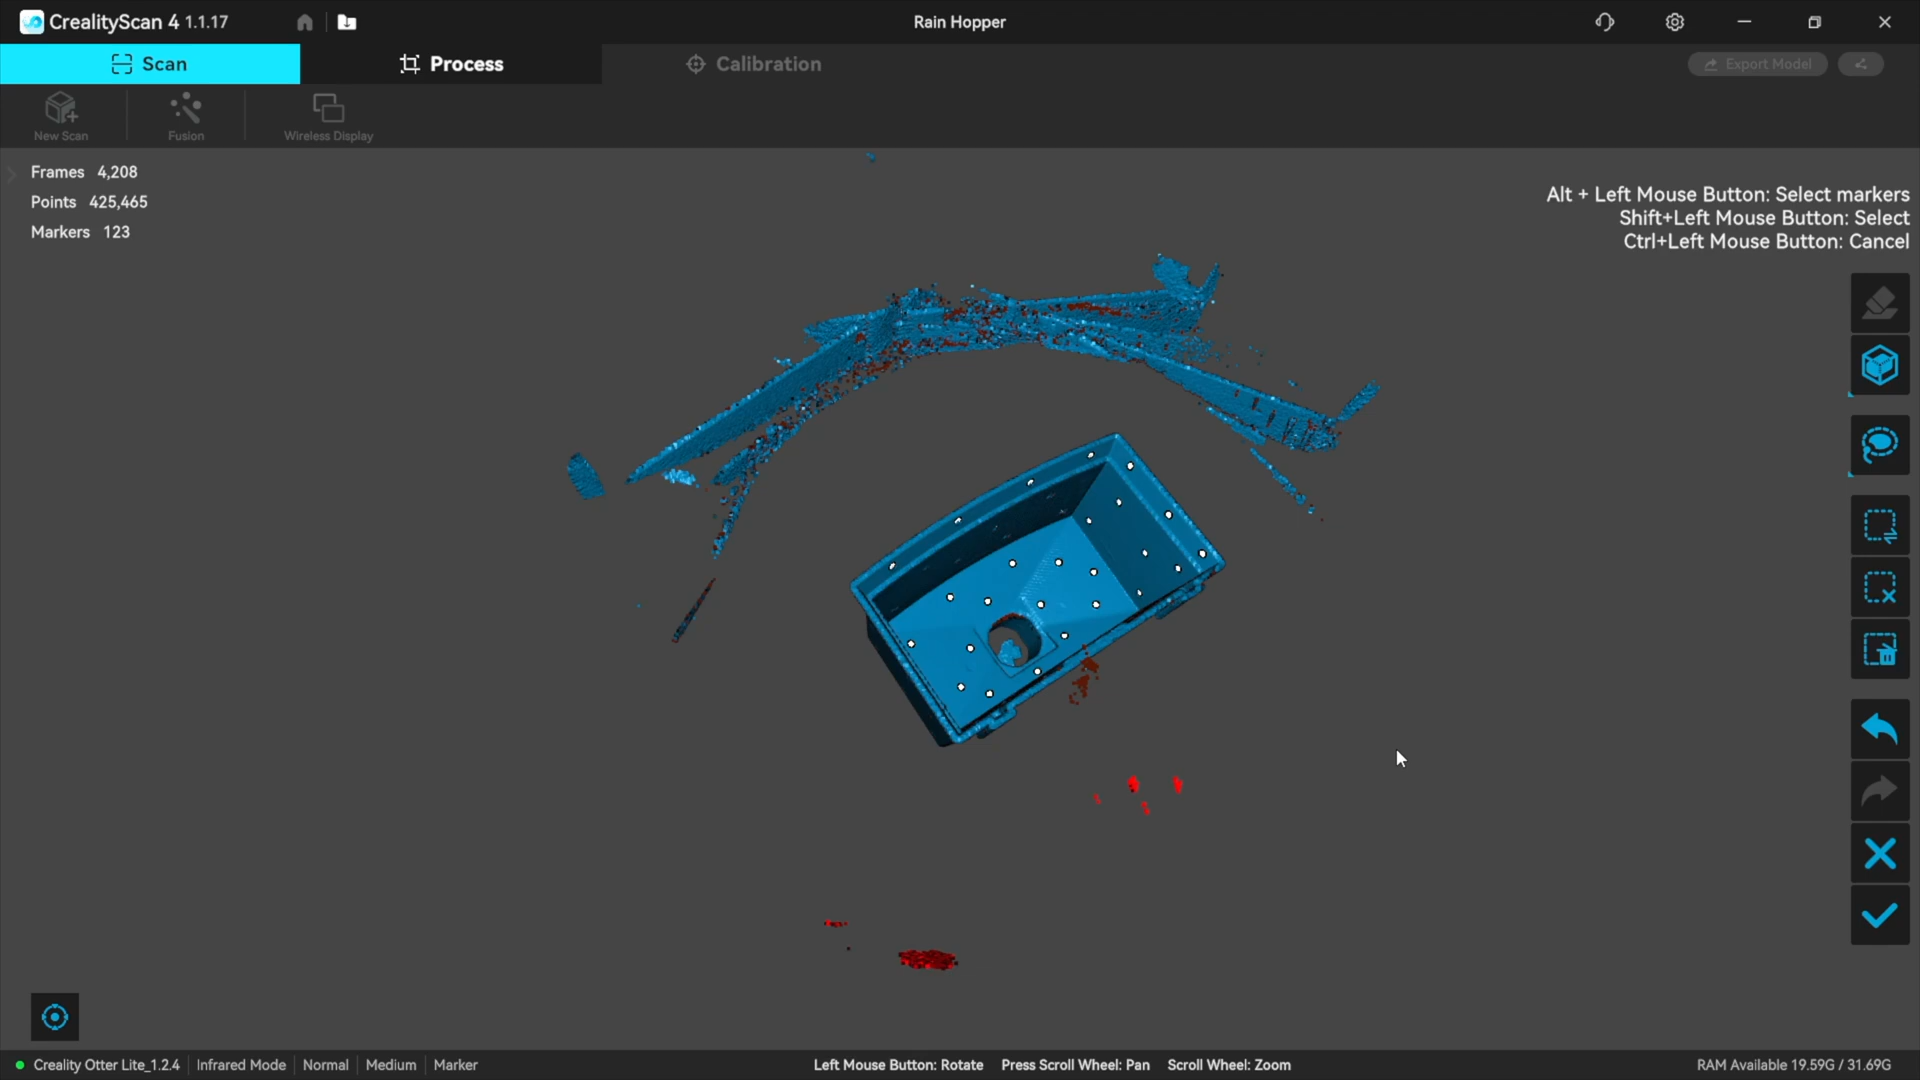 CrealityScan 4 1.1.17
Rain Hopper
Scan
Process
Calibration
Export Model
New Scan
Fusion
Wireless Display
Frames 4,208
Points 425,465
Markers 123
Alt + Left Mouse Button: Select markers
Shift+Left Mouse Button: Select
Ctrl+Left Mouse Button: Cancel
Creality Otter Lite_1.2.4
Infrared Mode
Normal
Medium
Marker
Left Mouse Button: Rotate
Press Scroll Wheel: Pan
Scroll Wheel: Zoom
RAM Available 19.59G / 31.69G